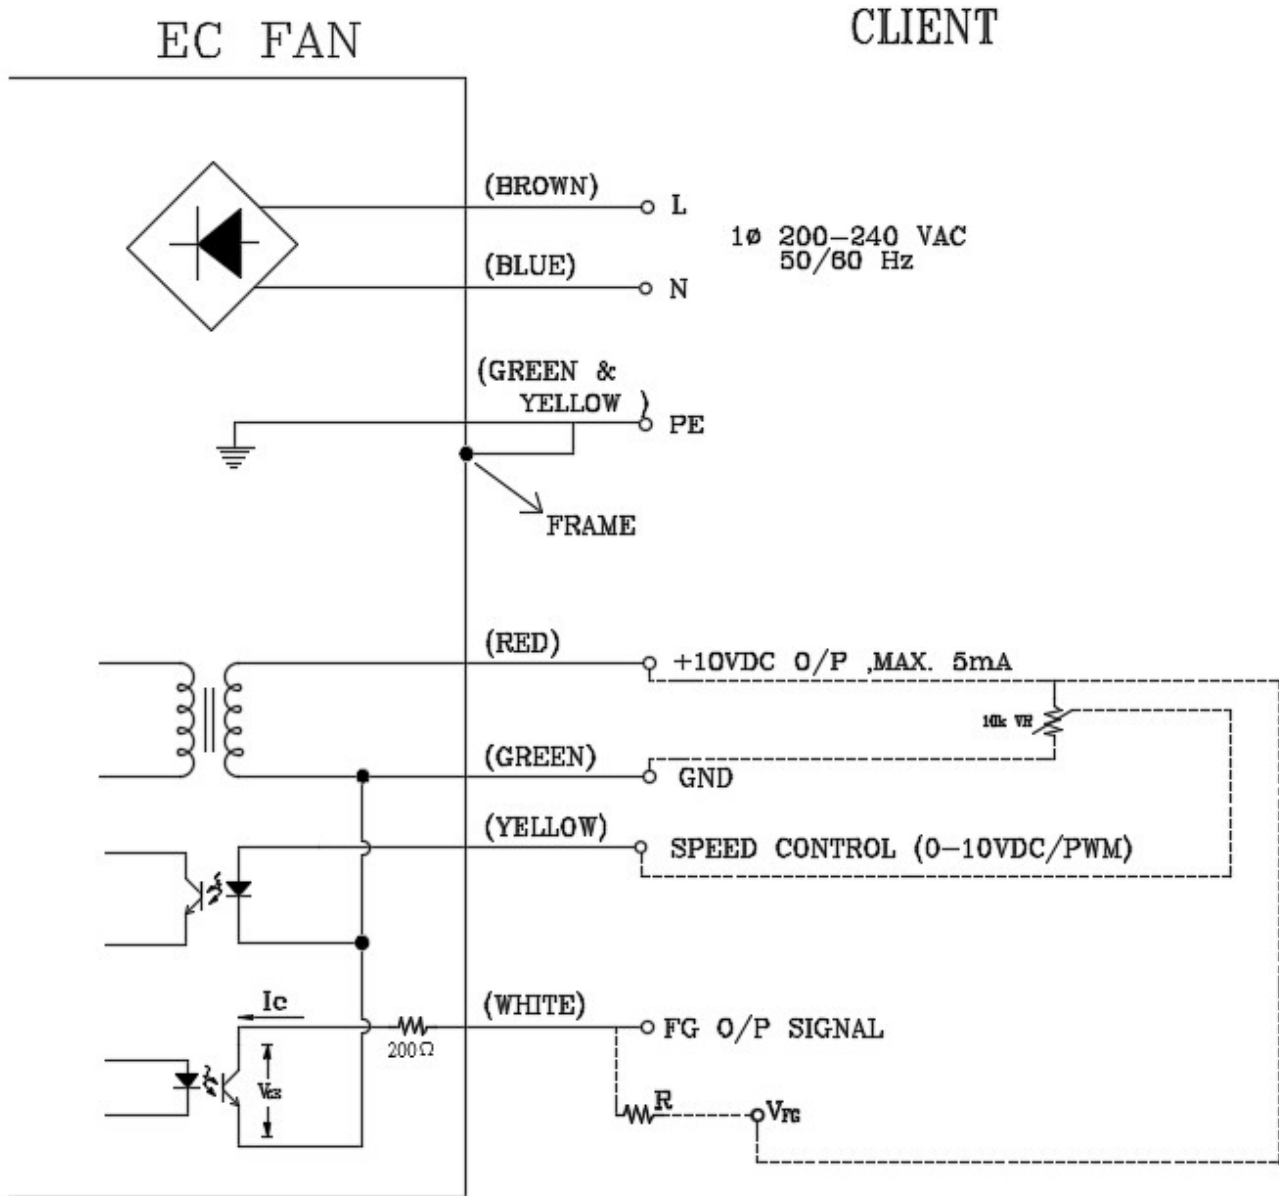 EC FAN
CLIENT
(BROWN)
L
1ø 200-240 VAC
50/60 Hz
(BLUE)
N
(GREEN &
YELLOW )
PE
FRAME
(RED)
+10VDC O/P ,MAX. 5mA
10k VR
(GREEN)
GND
(YELLOW)
SPEED CONTROL (0-10VDC/PWM)
Ic
(WHITE)
FG O/P SIGNAL
200Ω
R
VFG